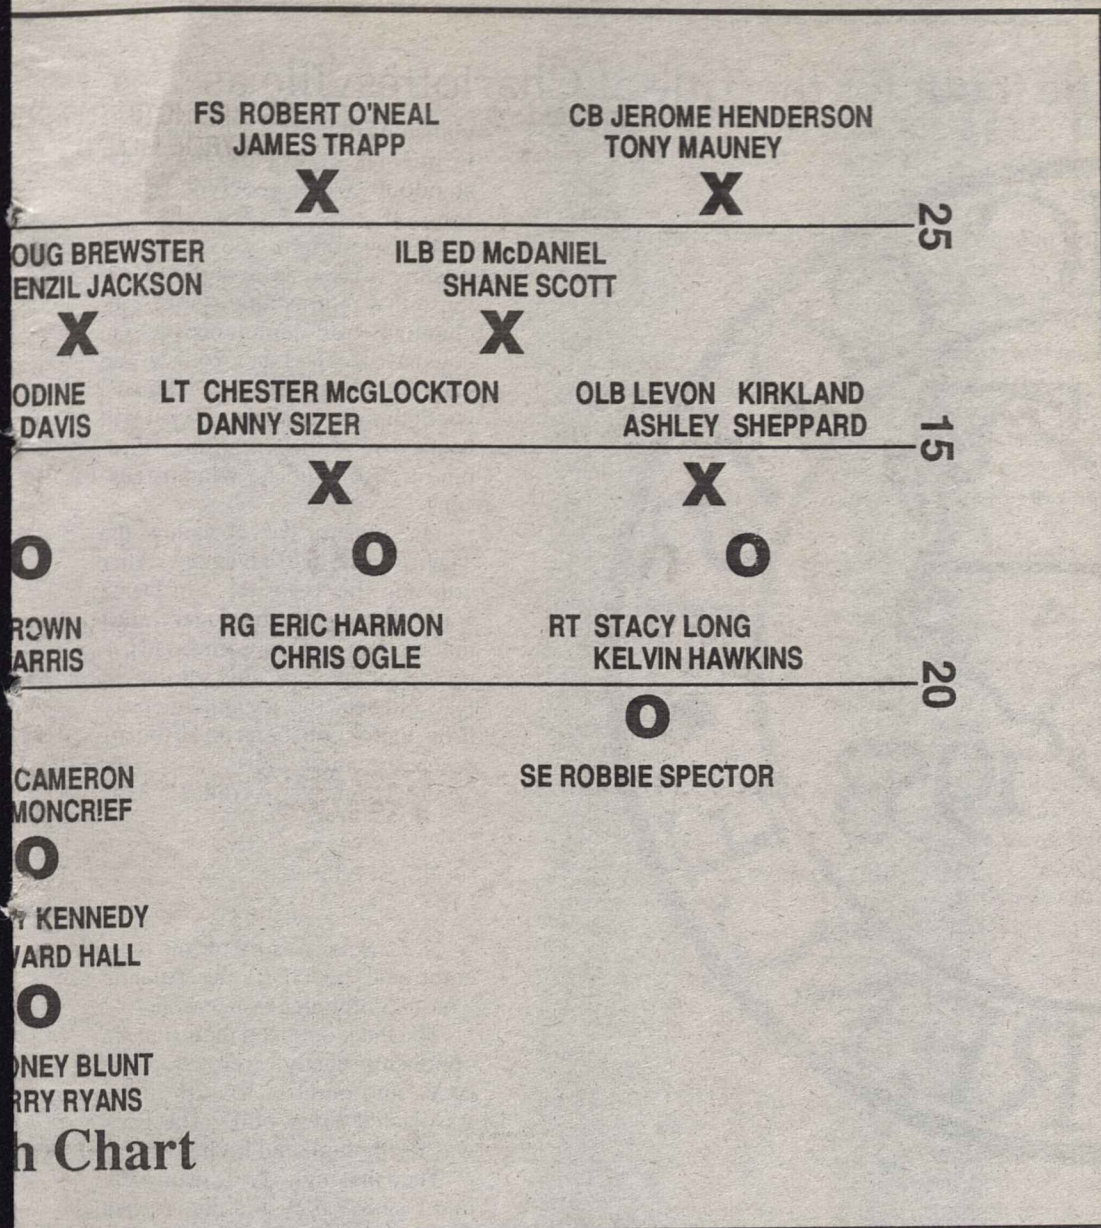 FS ROBERT O'NEAL CB JEROME HENDERSON
JAMES TRAPP TONY MAUNEY
X X
25
OUG BREWSTER ILB ED McDANIEL
ENZIL JACKSON SHANE SCOTT
X X
ODINE LT CHESTER McGLOCKTON OLB LEVON KIRKLAND
DAVIS DANNY SIZER ASHLEY SHEPPARD
15
X X
O O O
ROWN RG ERIC HARMON RT STACY LONG
ARRIS CHRIS OGLE KELVIN HAWKINS
20
O
CAMERON SE ROBBIE SPECTOR
MONCRIEF
O
Y KENNEDY
WARD HALL
O
ONEY BLUNT
RRY RYANS
h Chart